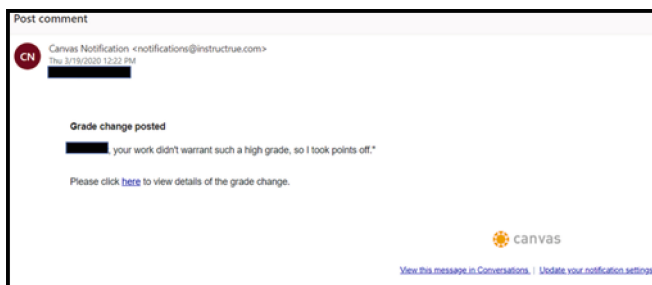 Post comment
CN
Canvas Notification <notifications@instructrue.com>
Thu 3/19/2020 12:22 PM
Grade change posted
, your work didn't warrant such a high grade, so I took points off."
Please click here to view details of the grade change.
canvas
View this message in Conversations. | Update your notification settings